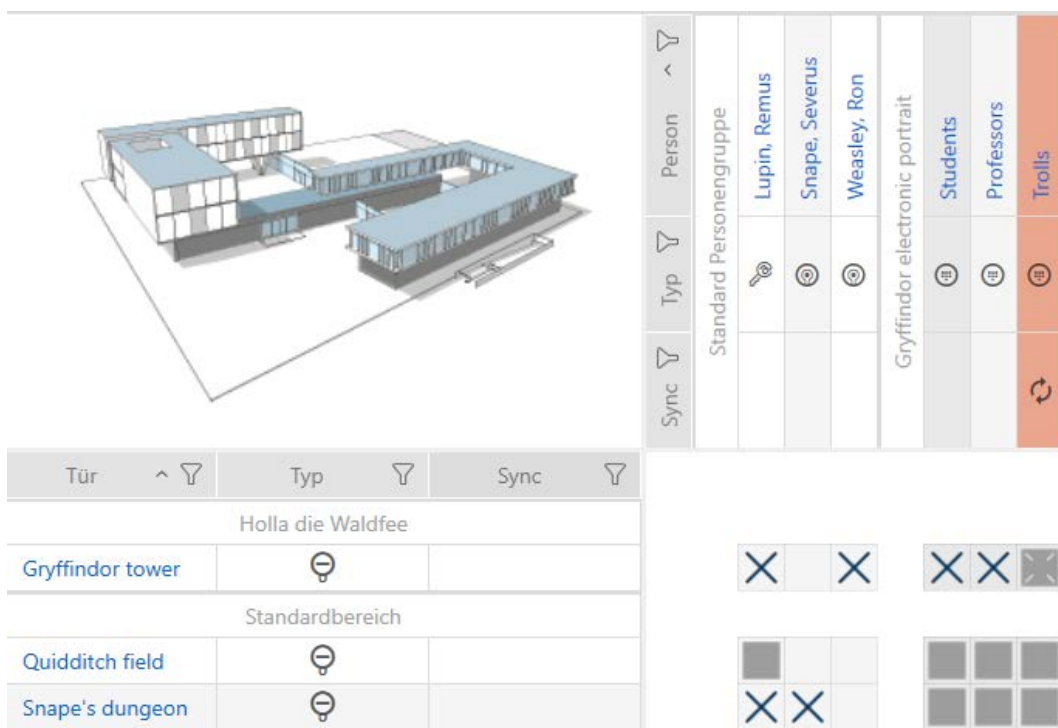 Person
Typ
Sync
Standard Personengruppe
Lupin, Remus
Snape, Severus
Weasley, Ron
Gryffindor electronic portrait
Students
Professors
Trolls
Tür
Typ
Sync
Holla die Waldfee
Gryffindor tower
Standardbereich
Quidditch field
Snape's dungeon